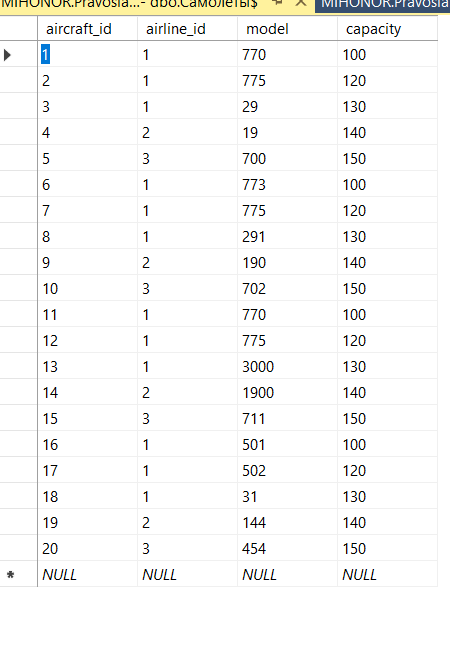 MIHONOR.Pravosla...- dbo.Самолеты$ MIHONOR.Pravosla
aircraft_id airline_id model capacity
1 1 770 100
2 1 775 120
3 1 29 130
4 2 19 140
5 3 700 150
6 1 773 100
7 1 775 120
8 1 291 130
9 2 190 140
10 3 702 150
11 1 770 100
12 1 775 120
13 1 3000 130
14 2 1900 140
15 3 711 150
16 1 501 100
17 1 502 120
18 1 31 130
19 2 144 140
20 3 454 150
NULL NULL NULL NULL